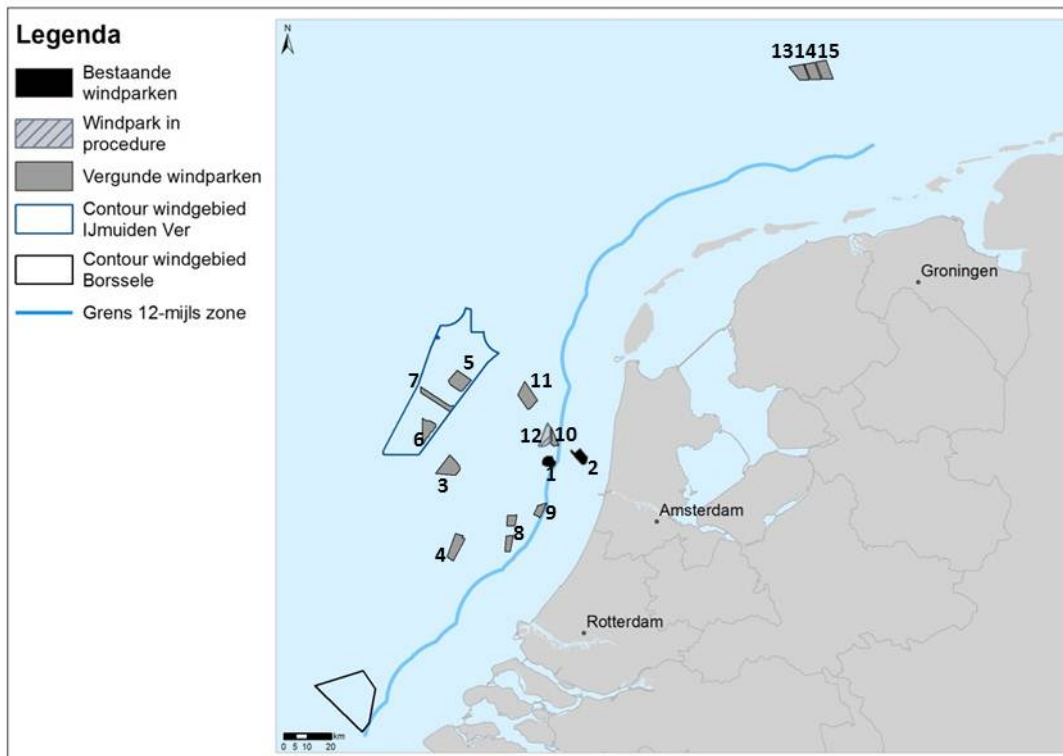 Legenda
Bestaande
windparken
Windpark in
procedure
Vergunde windparken
Contour windgebied
IJmuiden Ver
Contour windgebied
Borssele
Grens 12-mijls zone
N
131415
Groningen
5
7
11
6
12 10
3
1
2
9
Amsterdam
8
4
Rotterdam
km
0 5 10 20